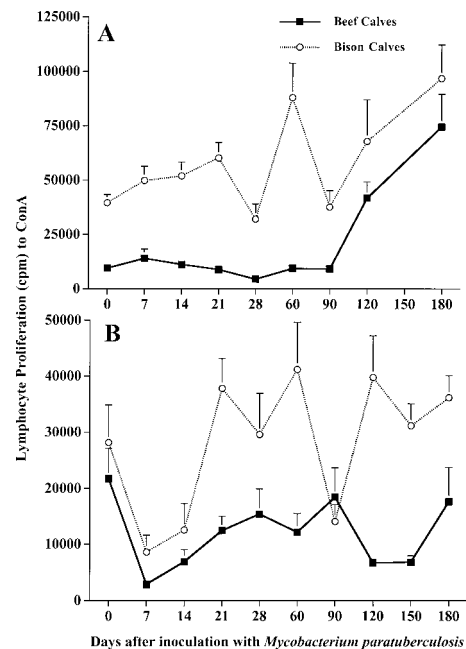 A
Beef Calves
Bison Calves
125000
100000
75000
50000
25000
0
0 7 14 21 28 60 90 120 150 180
Lymphocyte Proliferation (cpm) to ConA
B
50000
40000
30000
20000
10000
0
0 7 14 21 28 60 90 120 150 180
Days after inoculation with Mycobacterium paratuberculosis